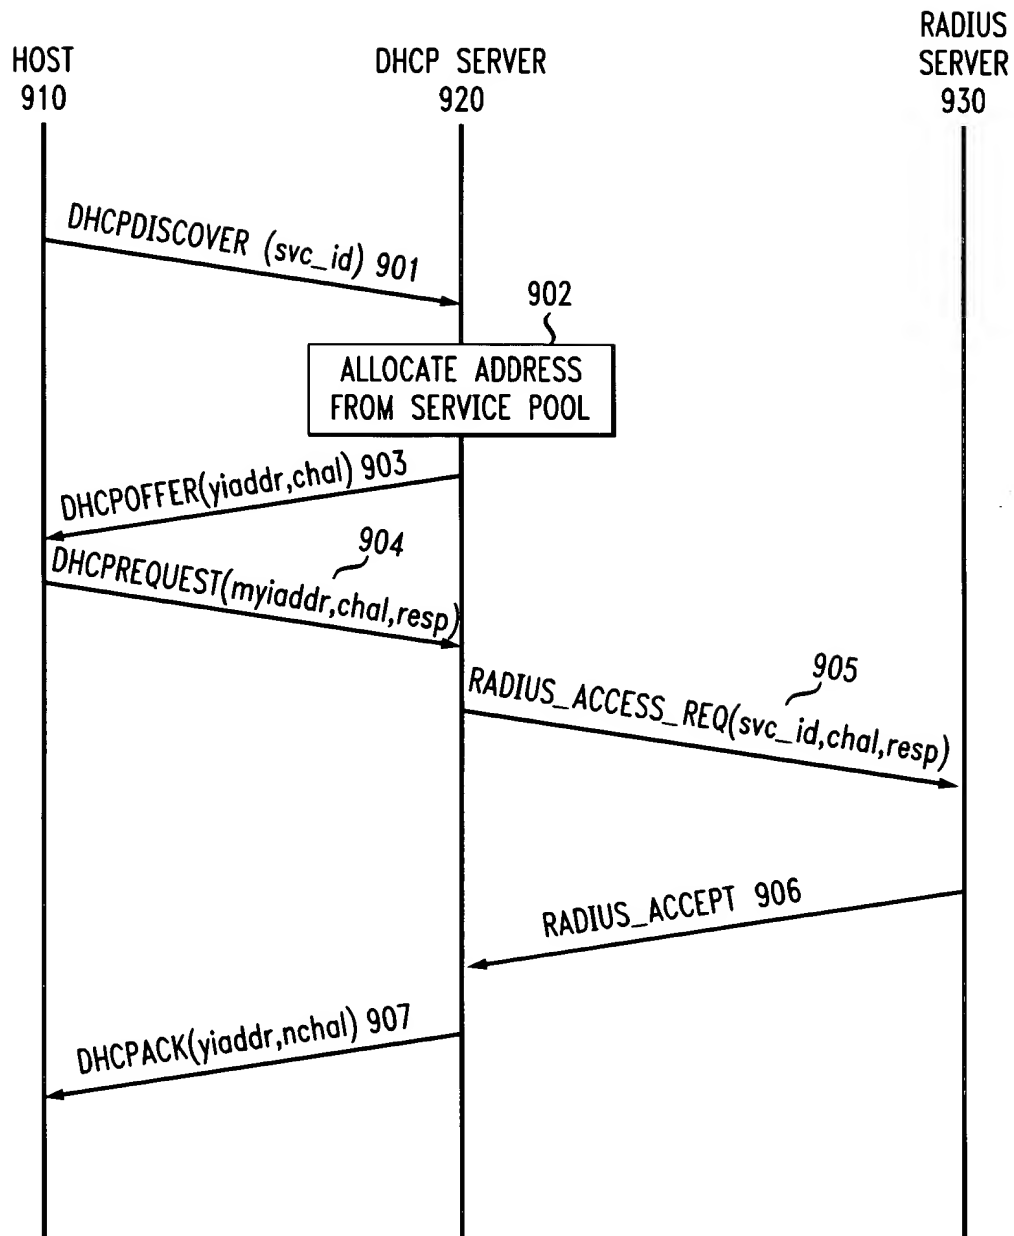 HOST
910
DHCP SERVER
920
RADIUS
SERVER
930
DHCPDISCOVER (svc_id) 901
902
ALLOCATE ADDRESS
FROM SERVICE POOL
DHCPOFFER(yiaddr,chal) 903
904
DHCPREQUEST(myiaddr,chal,resp)
905
RADIUS_ACCESS_REQ(svc_id,chal,resp)
RADIUS_ACCEPT 906
DHCPACK(yiaddr,nchal) 907